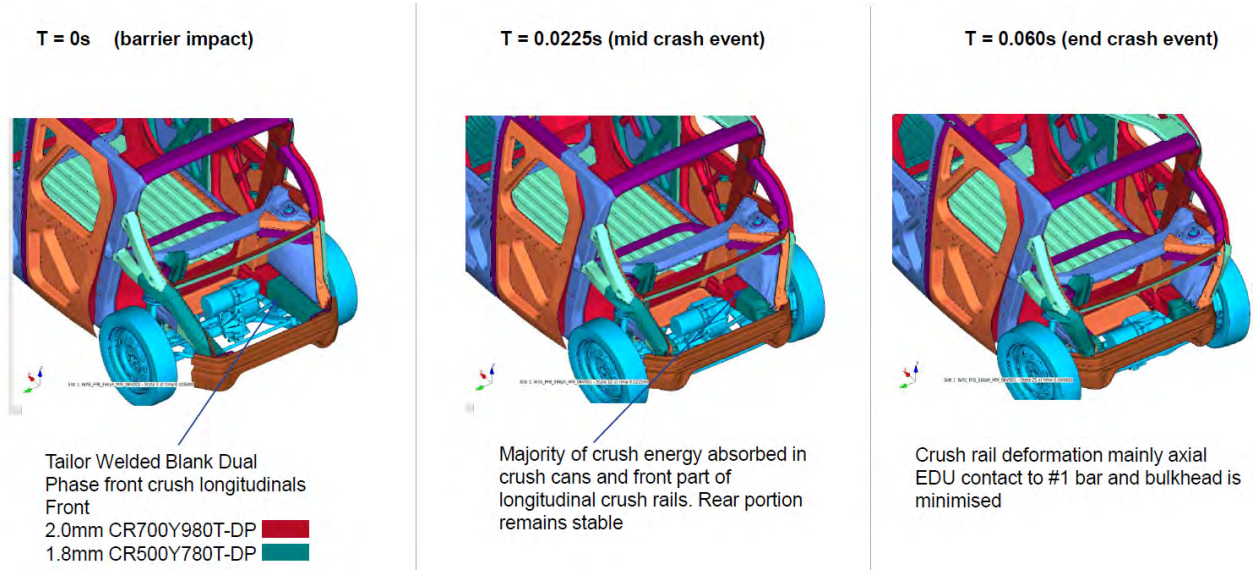 T = 0s (barrier impact)
Tailor Welded Blank Dual
Phase front crush longitudinals
Front
2.0mm CR700Y980T-DP
1.8mm CR500Y780T-DP
T = 0.0225s (mid crash event)
Majority of crush energy absorbed in
crush cans and front part of
longitudinal crush rails. Rear portion
remains stable
T = 0.060s (end crash event)
Crush rail deformation mainly axial
EDU contact to #1 bar and bulkhead is
minimised